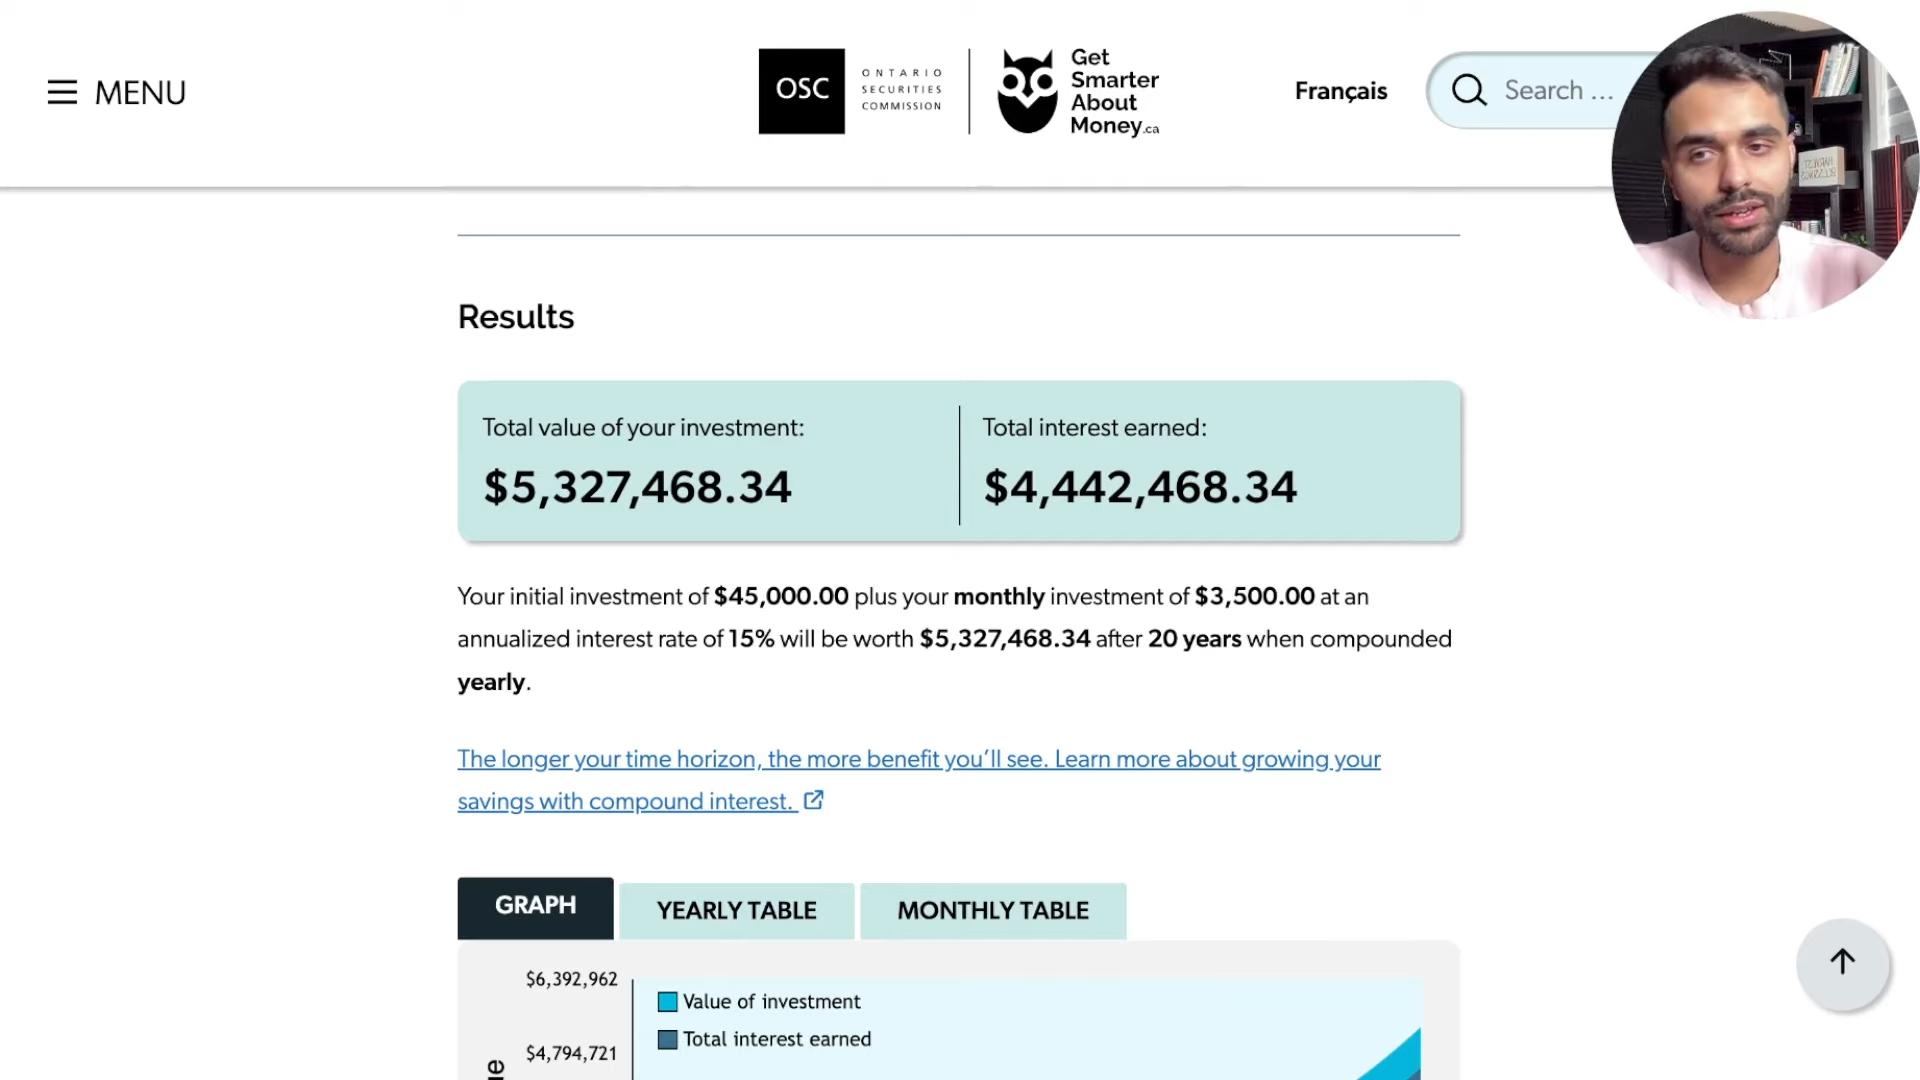 MENU
OSC
ONTARIO
SECURITIES
COMMISSION
Get
Smarter
About
Money.ca
Français
Search ...
Results
Total value of your investment:
$5,327,468.34
Total interest earned:
$4,442,468.34
Your initial investment of $45,000.00 plus your monthly investment of $3,500.00 at an
annualized interest rate of 15% will be worth $5,327,468.34 after 20 years when compounded
yearly.
The longer your time horizon, the more benefit you’ll see. Learn more about growing your
savings with compound interest.
GRAPH
YEARLY TABLE
MONTHLY TABLE
$6,392,962
Value of investment
Total interest earned
$4,794,721